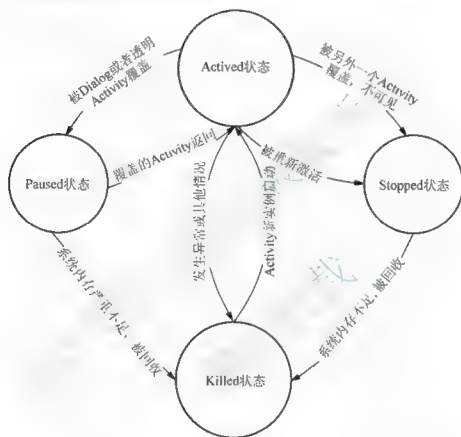 Actived状态
被Dialog或者透明
Activity覆盖
被另外一个Activity
覆盖，不可见
覆盖的Activity返回
被重新激活
Paused状态
Stopped状态
发生异常或其他情况
Activity新实例启动
系统内存严重不足，被回收
系统内存不足，被回收
Killed状态